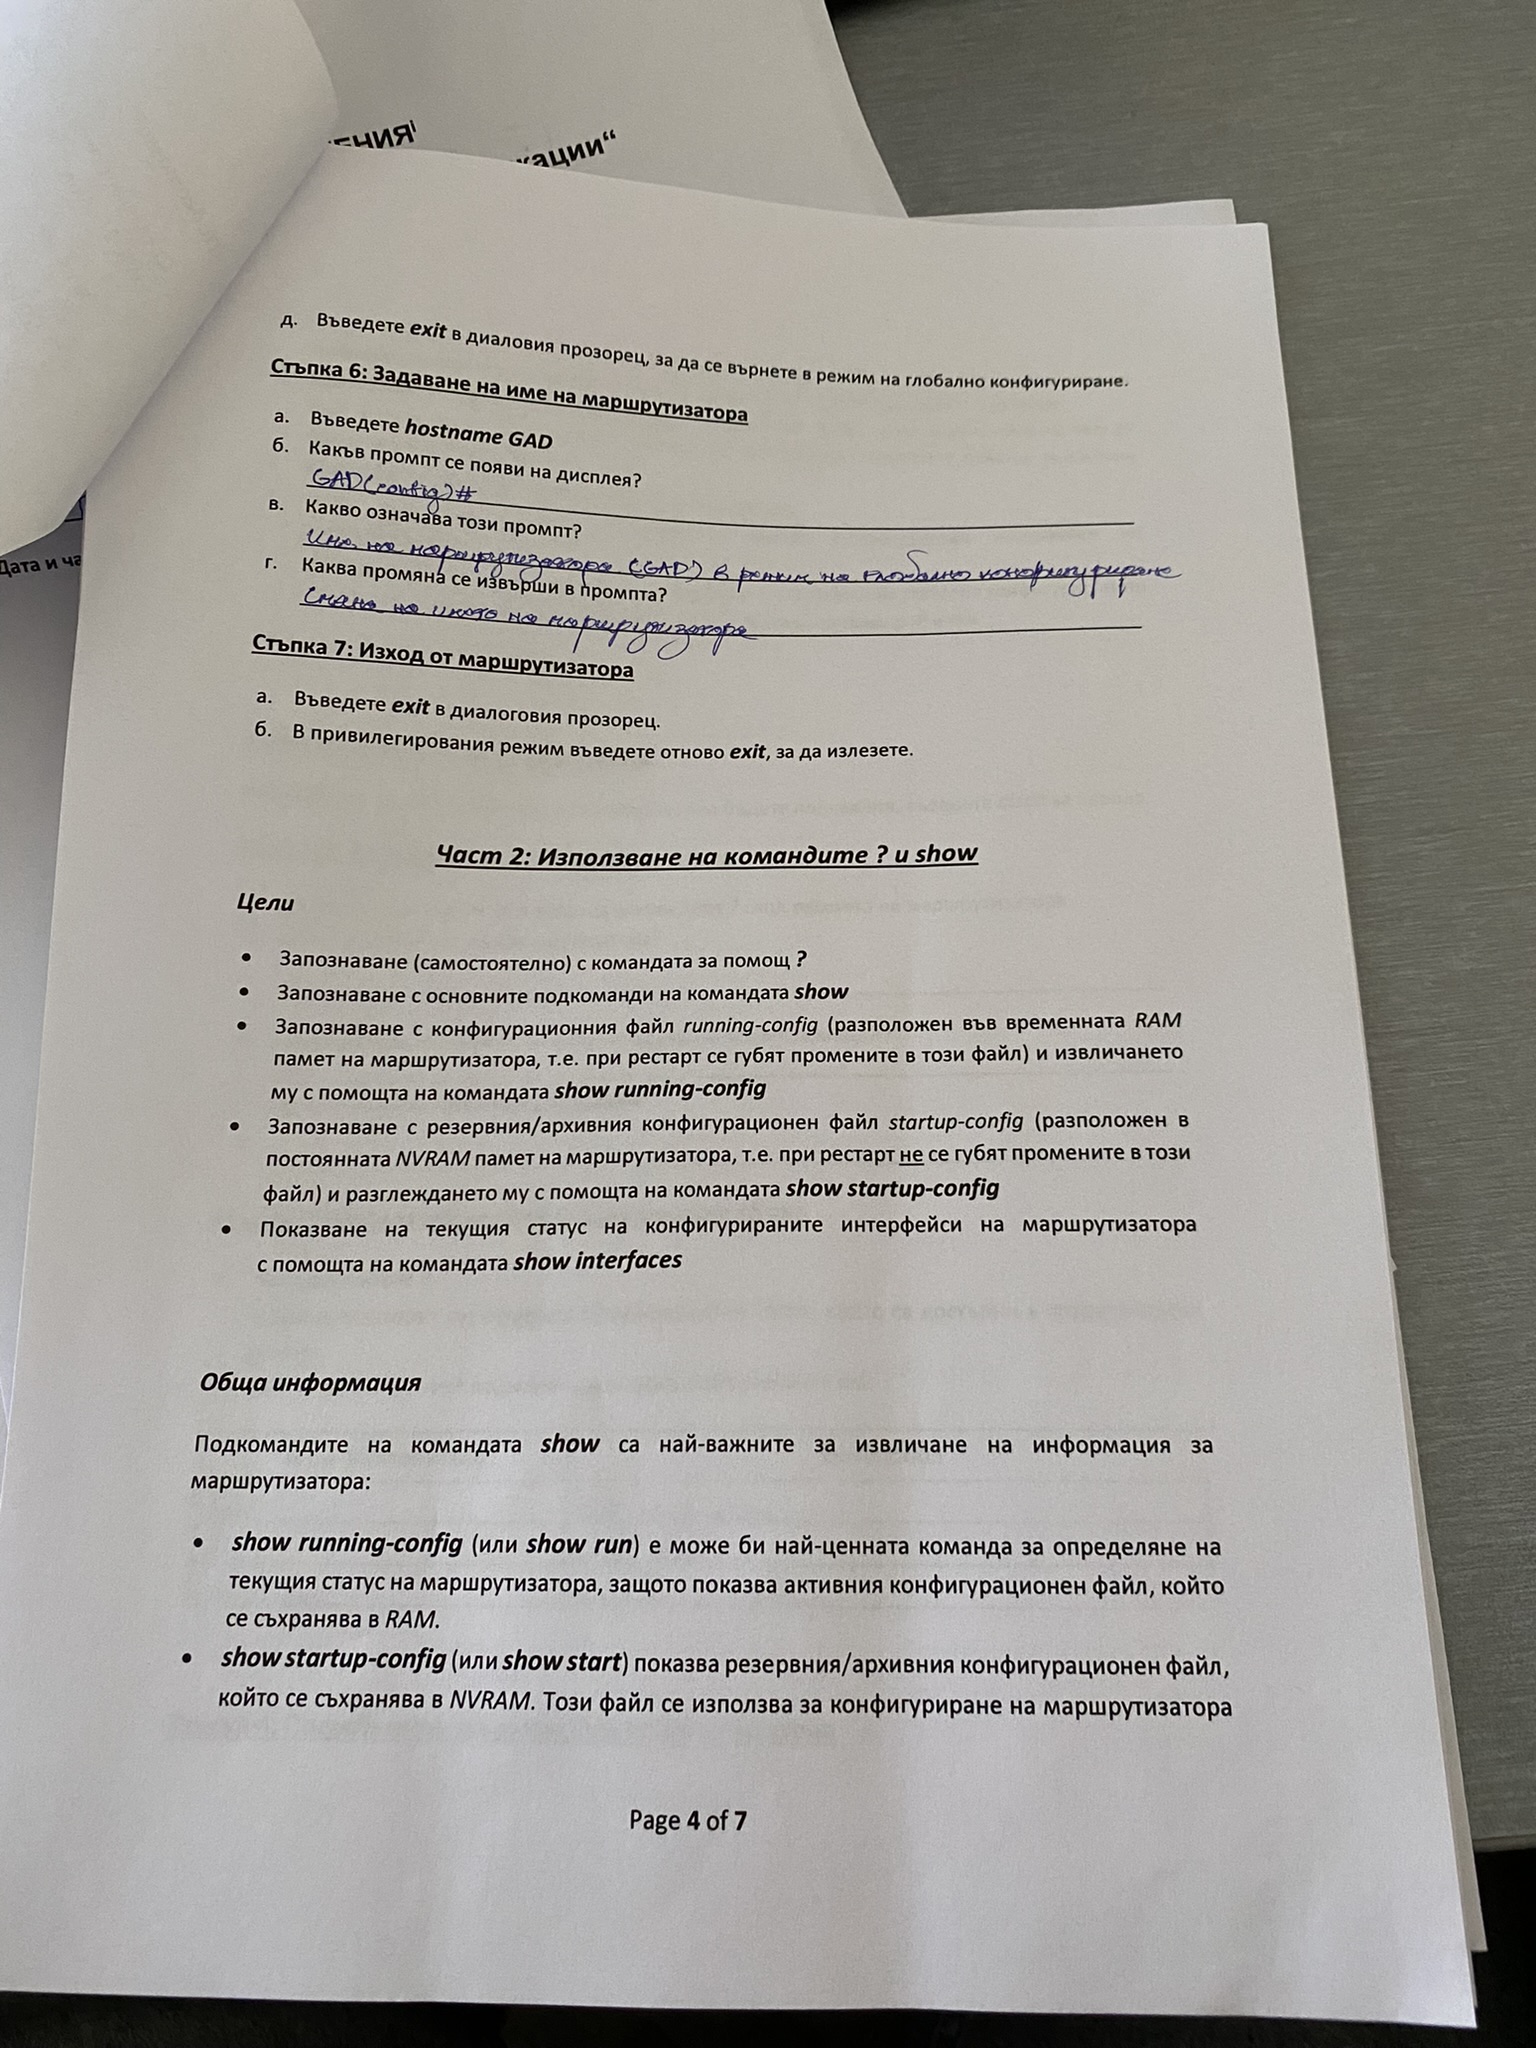 ЕНИЯ
кации“
Дата и ча
д. Въведете exit в диаловия прозорец, за да се върнете в режим на глобално конфигуриране.
Стъпка 6: Задаване на име на маршрутизатора
а. Въведете hostname GAD
б. Какъв промпт се появи на дисплея?
GAD(config)#
в. Какво означава този промпт?
Име на маршрутизатора (GAD) в режим на глобално конфигуриране
г. Каква промяна се извърши в промпта?
Смяна на името на маршрутизатора
Стъпка 7: Изход от маршрутизатора
а. Въведете exit в диалоговия прозорец.
б. В привилегирования режим въведете отново exit, за да излезете.
Част 2: Използване на командите ? и show
Цели
• Запознаване (самостоятелно) с командата за помощ ?
• Запознаване с основните подкоманди на командата show
• Запознаване с конфигурационния файл running-config (разположен във временната RAM
памет на маршрутизатора, т.е. при рестарт се губят промените в този файл) и извличането
му с помощта на командата show running-config
• Запознаване с резервния/архивния конфигурационен файл startup-config (разположен в
постоянната NVRAM памет на маршрутизатора, т.е. при рестарт не се губят промените в този
файл) и разглеждането му с помощта на командата show startup-config
• Показване на текущия статус на конфигурираните интерфейси на маршрутизатора
с помощта на командата show interfaces
Обща информация
Подкомандите на командата show са най-важните за извличане на информация за
маршрутизатора:
• show running-config (или show run) е може би най-ценната команда за определяне на
текущия статус на маршрутизатора, защото показва активния конфигурационен файл, който
се съхранява в RAM.
• show startup-config (или show start) показва резервния/архивния конфигурационен файл,
който се съхранява в NVRAM. Този файл се използва за конфигуриране на маршрутизатора
Page 4 of 7